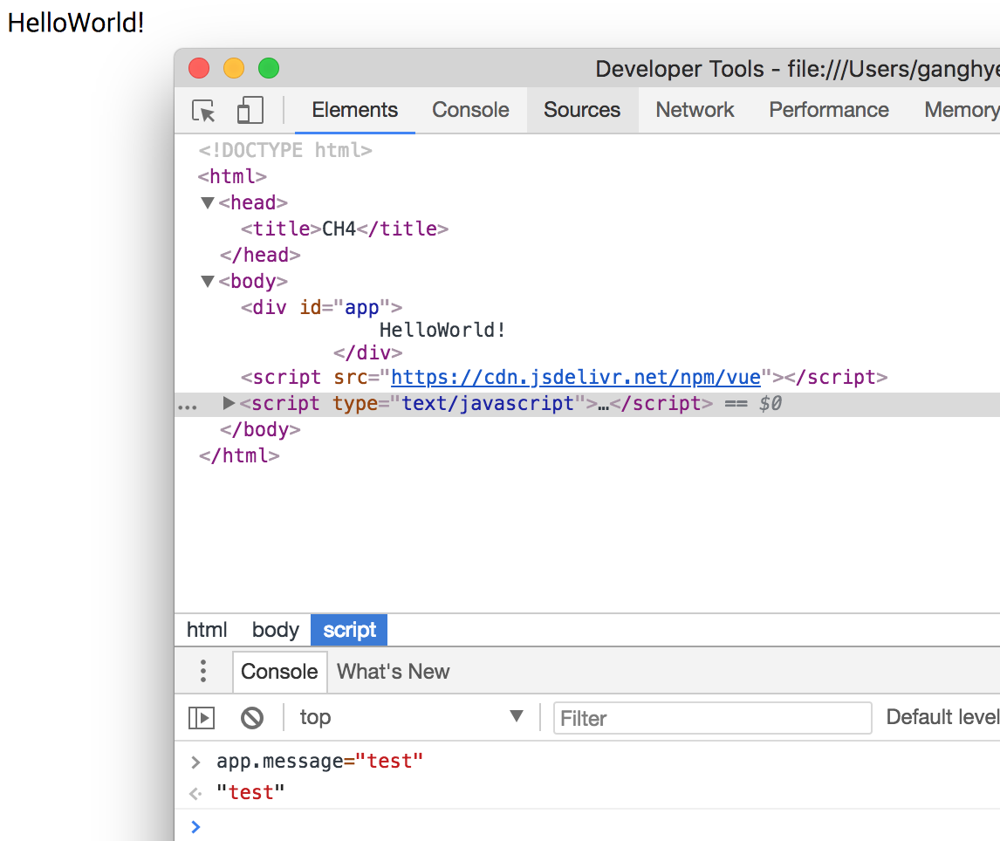 HelloWorld!
Developer Tools - file:///Users/ganghye
Elements Console Sources Network Performance Memory
<!DOCTYPE html>
<html>
<head>
<title>CH4</title>
</head>
<body>
<div id="app">
HelloWorld!
</div>
<script src="https://cdn.jsdelivr.net/npm/vue"></script>
... <script type="text/javascript">…</script> == $0
</body>
</html>
html body script
Console What's New
top Filter Default level
> app.message="test"
"test"
>